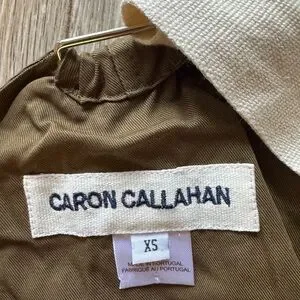 CARON CALLAHAN
XS
MADE IN PORTUGAL
FABRIQUÉ AU PORTUGAL